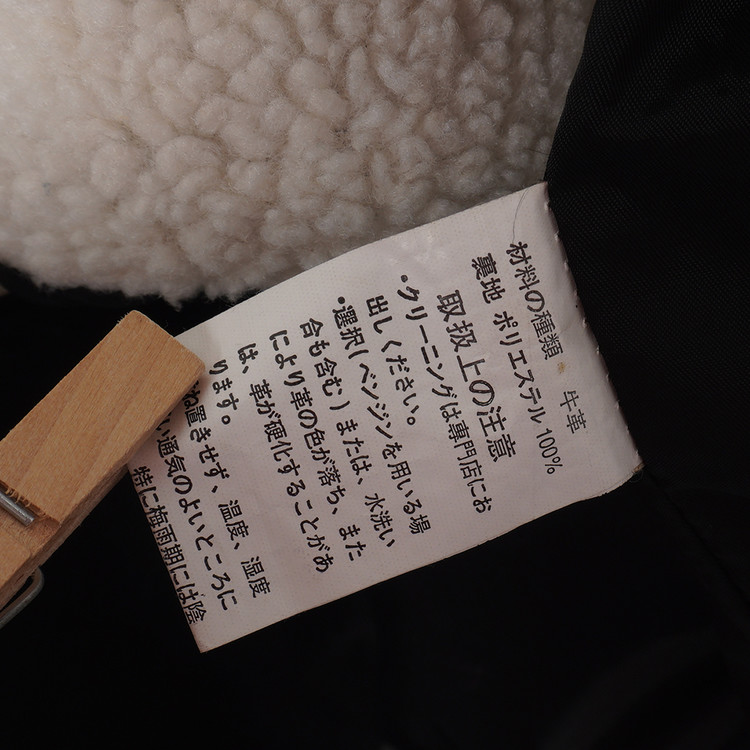 材料の種類 牛革
裏地 ポリエステル 100%
取扱上の注意
・クリーニングは専門店にお
出しください。
・選択(ベンジンを用いる場
合も含む)または、水洗い
により革の色が落ち、また
は、革が硬化することがあ
ります。
ね置きせず、温度、湿度
い通気のよいところに
特に梅雨期には陰